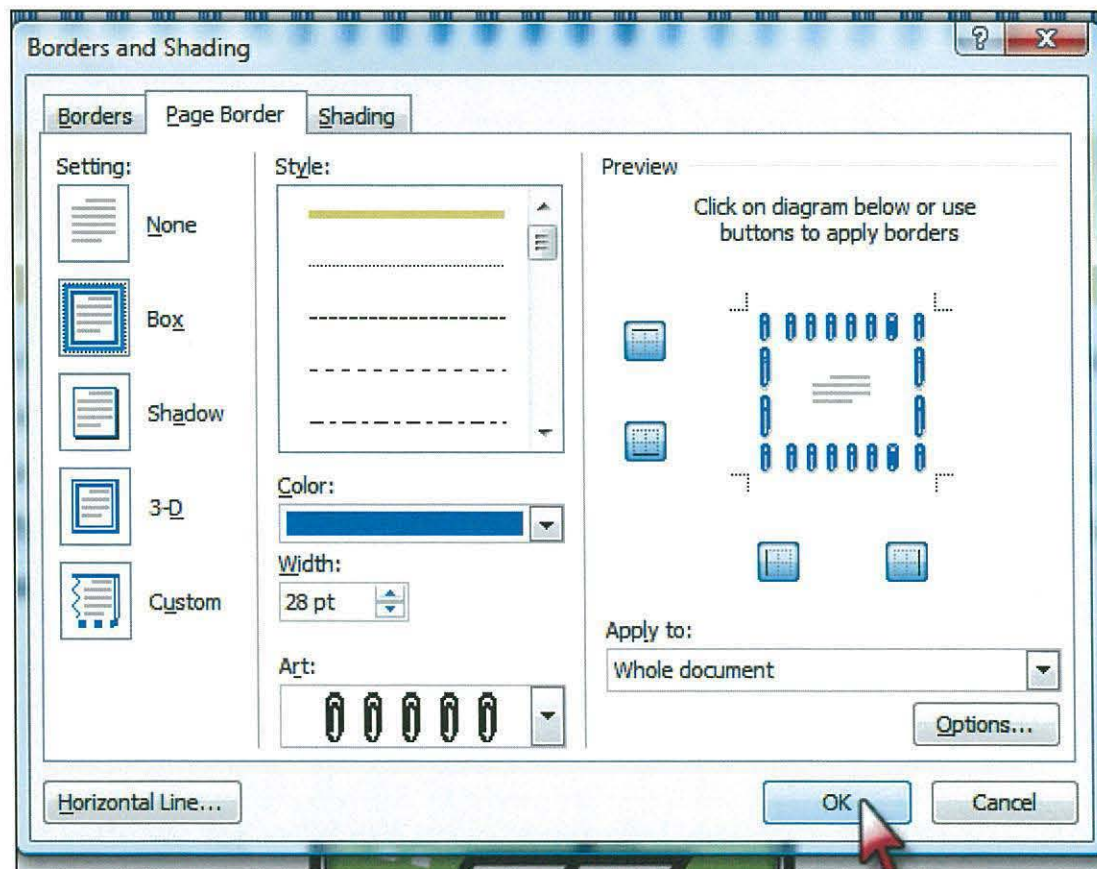 Borders and Shading
Borders
Page Border
Shading
Setting:
None
Box
Shadow
3-D
Custom
Style:
Color:
Width:
28 pt
Art:
Preview
Click on diagram below or use
buttons to apply borders
Apply to:
Whole document
Options...
Horizontal Line...
OK
Cancel